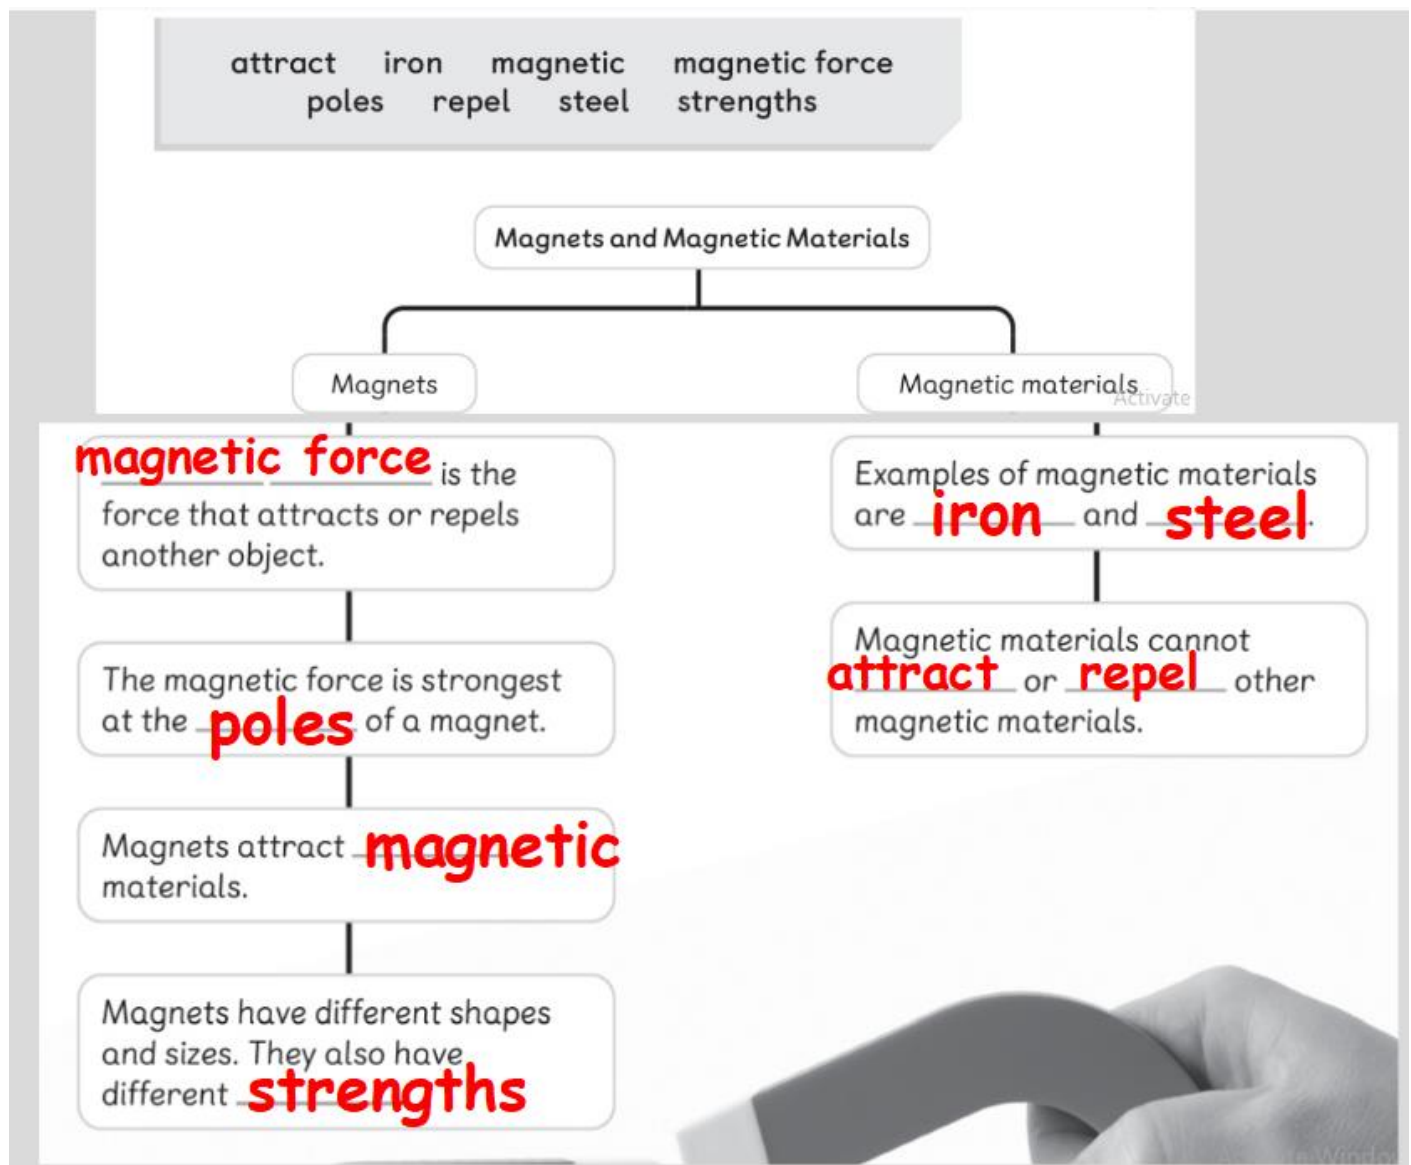 attract iron magnetic magnetic force
poles repel steel strengths
Magnets and Magnetic Materials
Magnets
Magnetic materials
Activate
magnetic force is the
force that attracts or repels
another object.
The magnetic force is strongest
at the poles of a magnet.
Magnets attract magnetic
materials.
Magnets have different shapes
and sizes. They also have
different strengths
Examples of magnetic materials
are iron and steel.
Magnetic materials cannot
attract or repel other
magnetic materials.